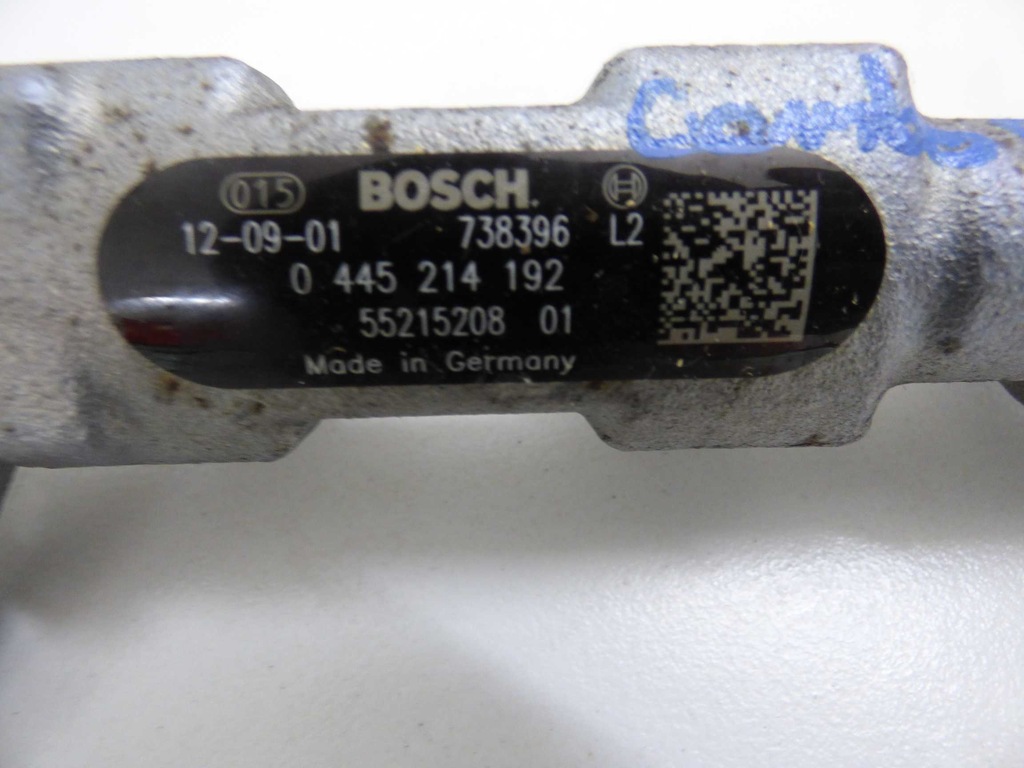 015 BOSCH
12-09-01 738396 L2
0 445 214 192
55215208 01
Made in Germany